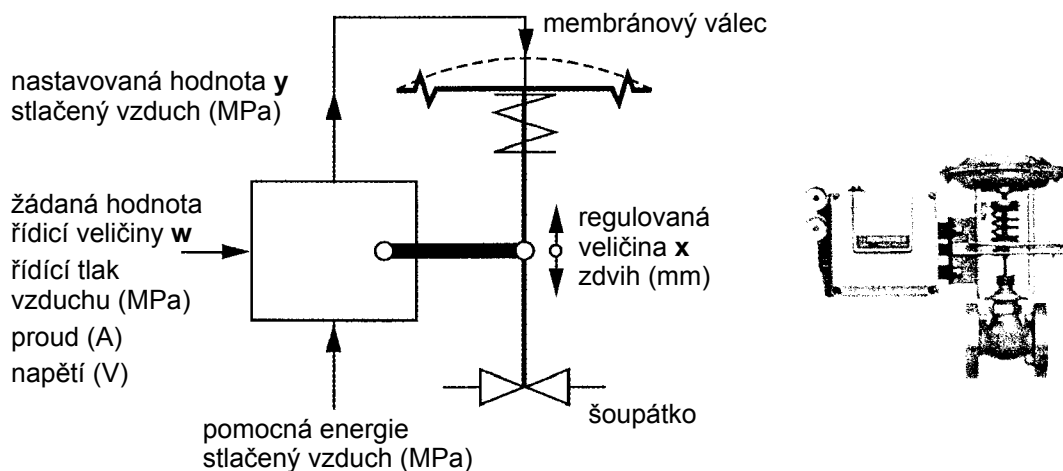 membránový válec
nastavovaná hodnota y
stlačený vzduch (MPa)
žádaná hodnota
řídicí veličiny w
řídící tlak
vzduchu (MPa)
proud (A)
napětí (V)
regulovaná
veličina x
zdvih (mm)
šoupátko
pomocná energie
stlačený vzduch (MPa)